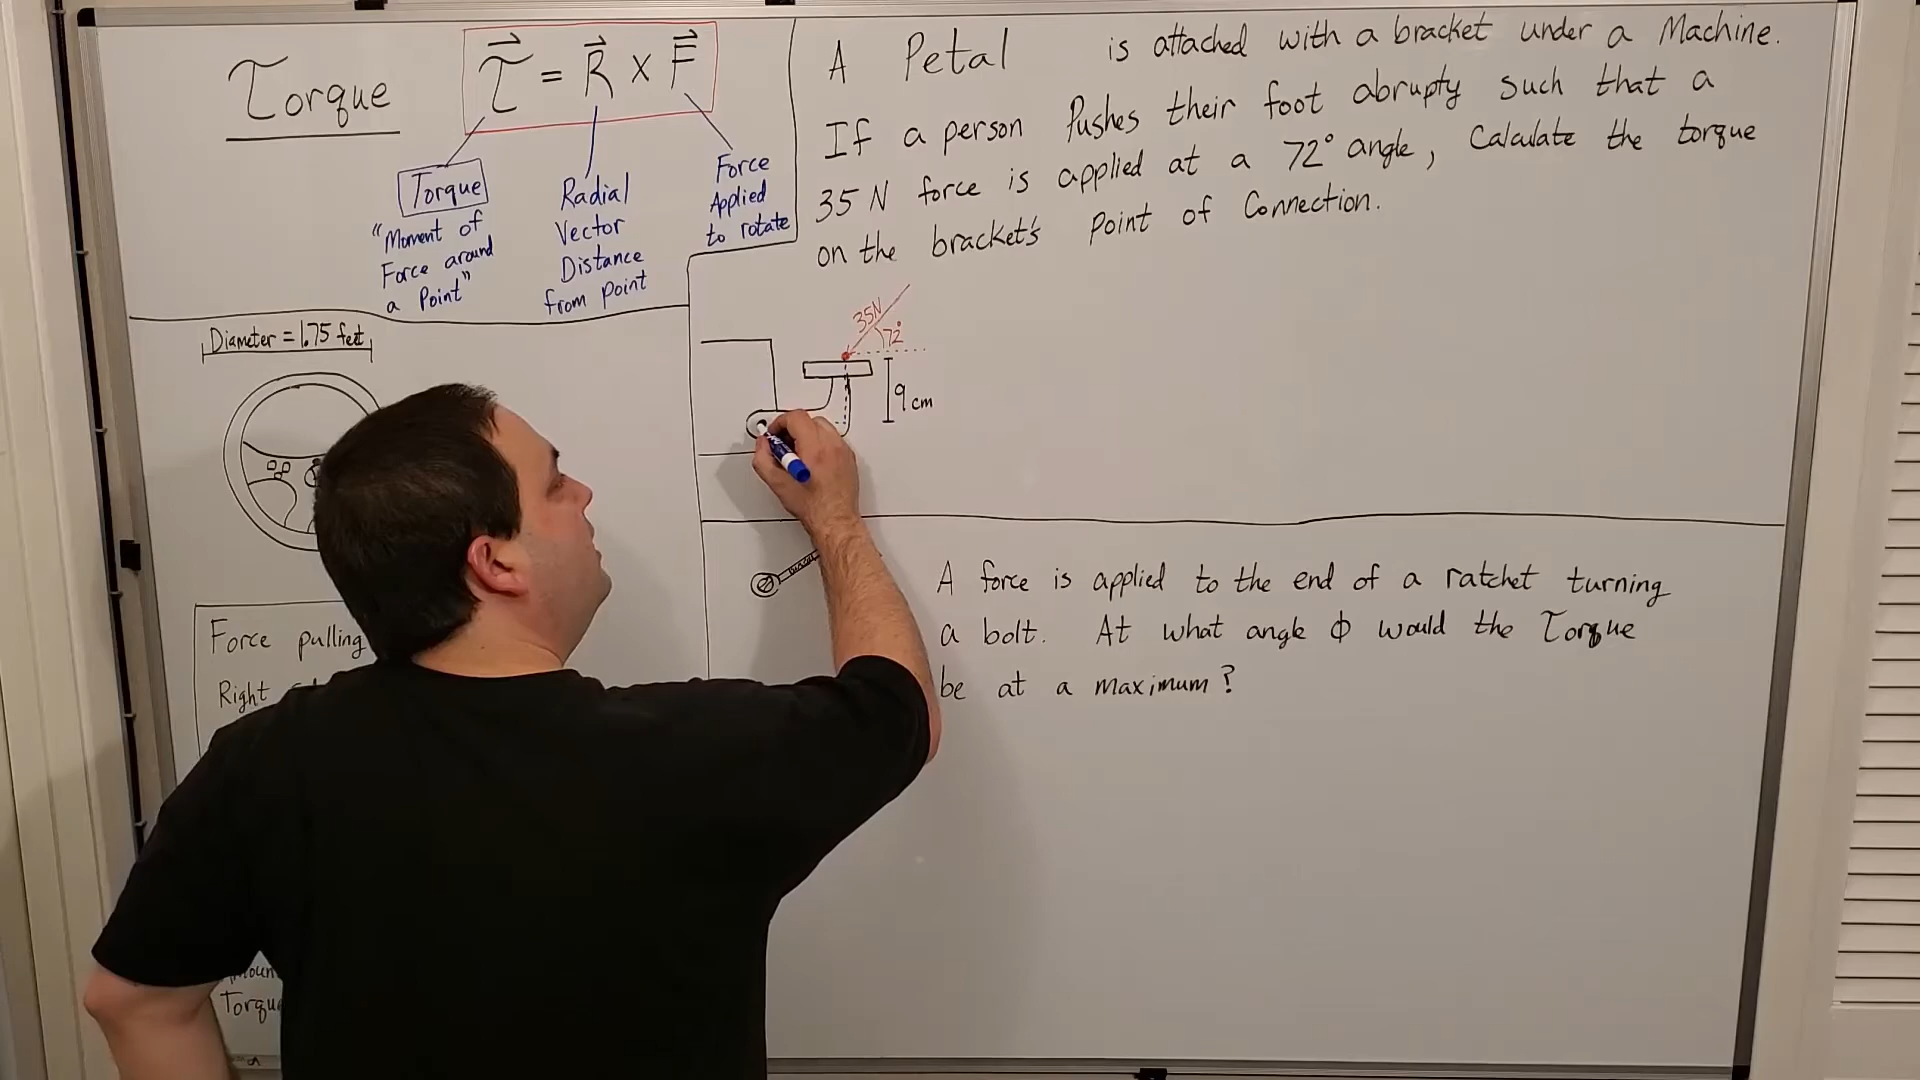 Torque
τ = R x F
Torque
"Moment of
Force around
a Point"
Radial
Vector
Distance
from point
Force
Applied
to rotate
A Petal is attached with a bracket under a Machine.
If a person Pushes their foot abrupty such that a
35 N force is applied at a 72° angle, Calculate the torque
on the bracket's Point of Connection.
Diameter = 1.75 feet
35N
72°
9 cm
Force pulling
Right
Torque
A force is applied to the end of a ratchet turning
a bolt. At what angle Φ would the Torque
be at a maximum?